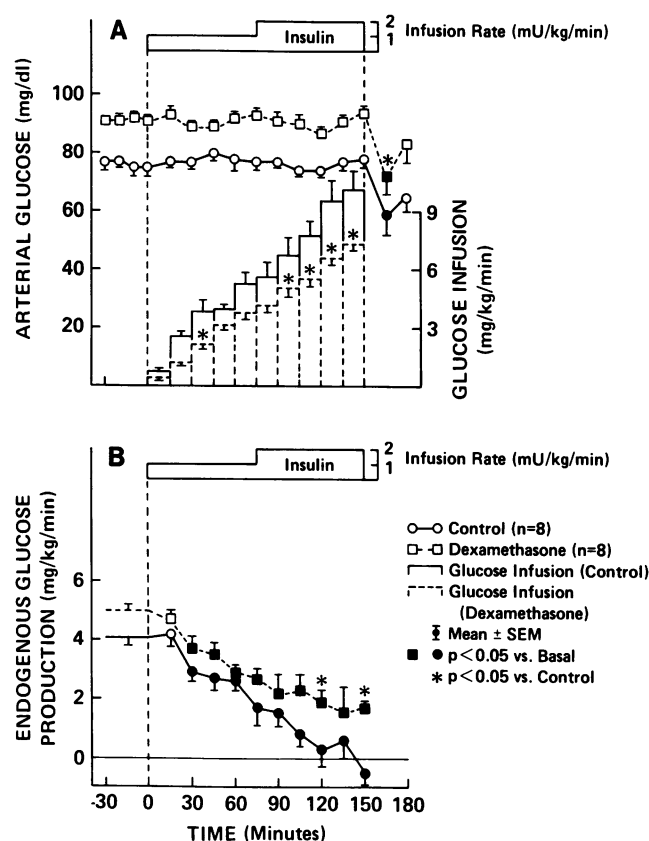 A
Insulin
2
1
Infusion Rate (mU/kg/min)
ARTERIAL GLUCOSE (mg/dl)
100
80
60
40
20
*
*
*
*
*
*
9
6
3
GLUCOSE INFUSION
(mg/kg/min)
B
Insulin
2
1
Infusion Rate (mU/kg/min)
ENDOGENOUS GLUCOSE
PRODUCTION (mg/kg/min)
6
4
2
0
*
*
Control (n=8)
Dexamethasone (n=8)
Glucose Infusion (Control)
Glucose Infusion
(Dexamethasone)
Mean ± SEM
p<0.05 vs. Basal
* p<0.05 vs. Control
-30 0 30 60 90 120 150 180
TIME (Minutes)